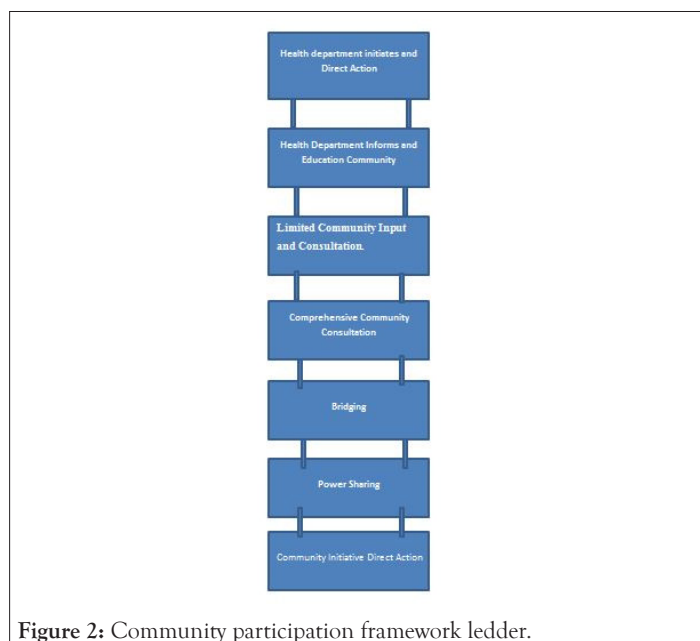 Health department initiates and
Direct Action
Health Department Informs and
Education Community
Limited Community Input
and Consultation.
Comprehensive Community
Consultation
Bridging
Power Sharing
Community Initiative Direct Action
Figure 2: Community participation framework ledder.